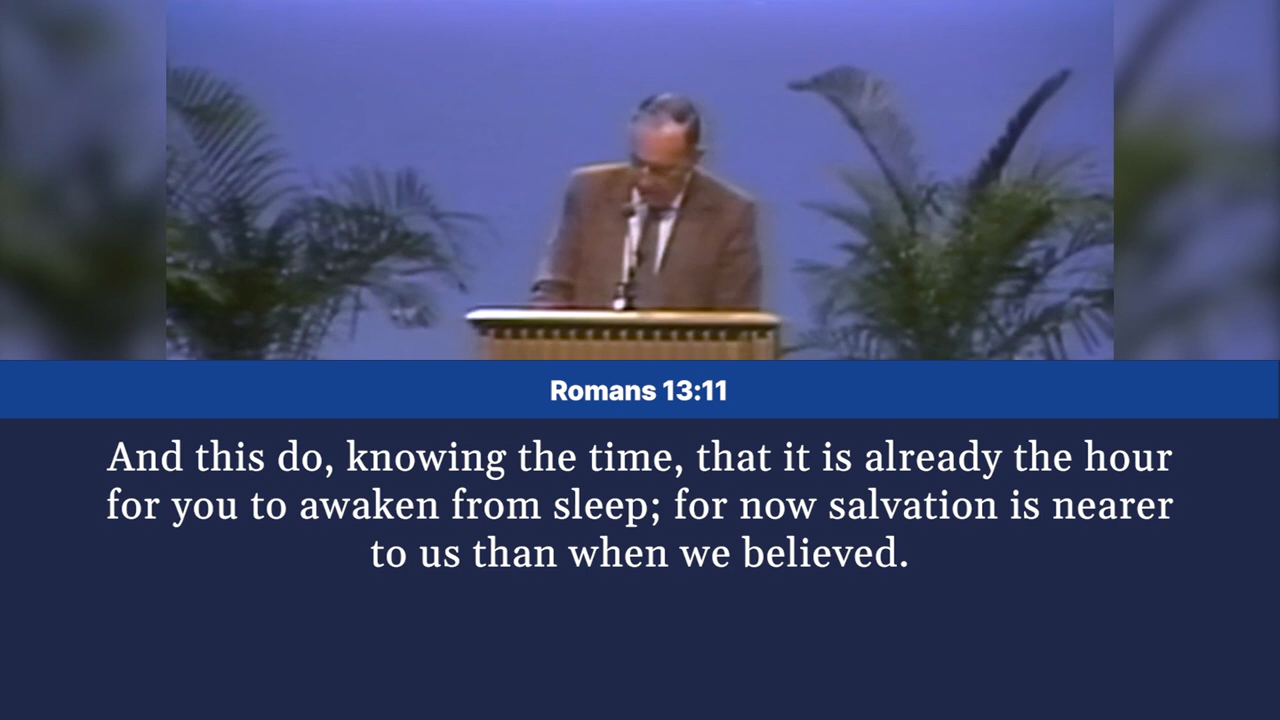 Romans 13:11
And this do, knowing the time, that it is already the hour
for you to awaken from sleep; for now salvation is nearer
to us than when we believed.